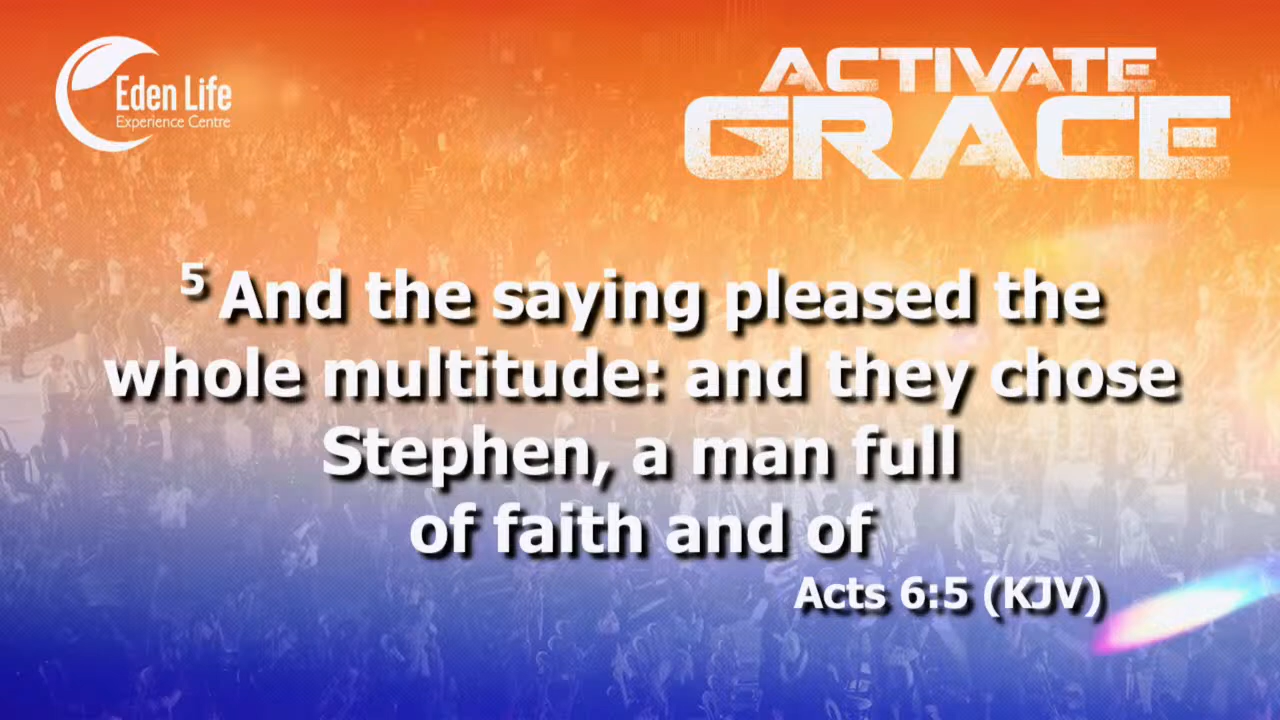 Eden Life
Experience Centre
ACTIVATE
GRACE
5 And the saying pleased the
whole multitude: and they chose
Stephen, a man full
of faith and of
Acts 6:5 (KJV)